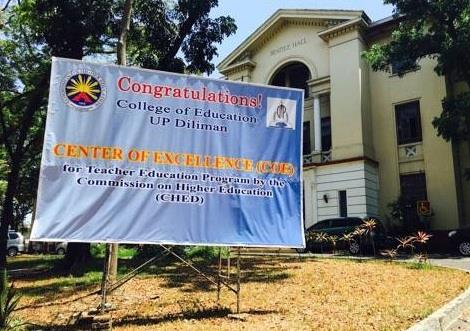 BENITEZ HALL
Congratulations!
College of Education
UP Diliman
CENTER OF EXCELLENCE (COE)
for Teacher Education Program by the
Commission on Higher Education
(CHED)